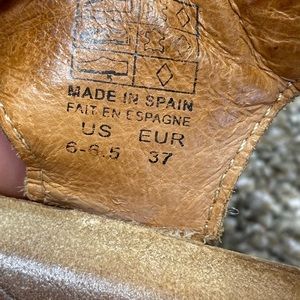 MADE IN SPAIN
FAIT EN ESPAGNE
US EUR
6-6.5 37